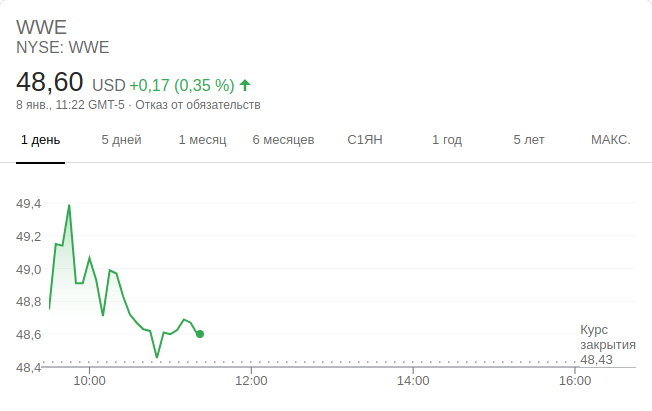 WWE
NYSE: WWE
48,60 USD +0,17 (0,35 %)
8 янв., 11:22 GMT-5 · Отказ от обязательств
1 день 5 дней 1 месяц 6 месяцев С1ЯН 1 год 5 лет МАКС.
49,4
49,2
49,0
48,8
48,6
48,4
Курс
закрытия
48,43
10:00 12:00 14:00 16:00